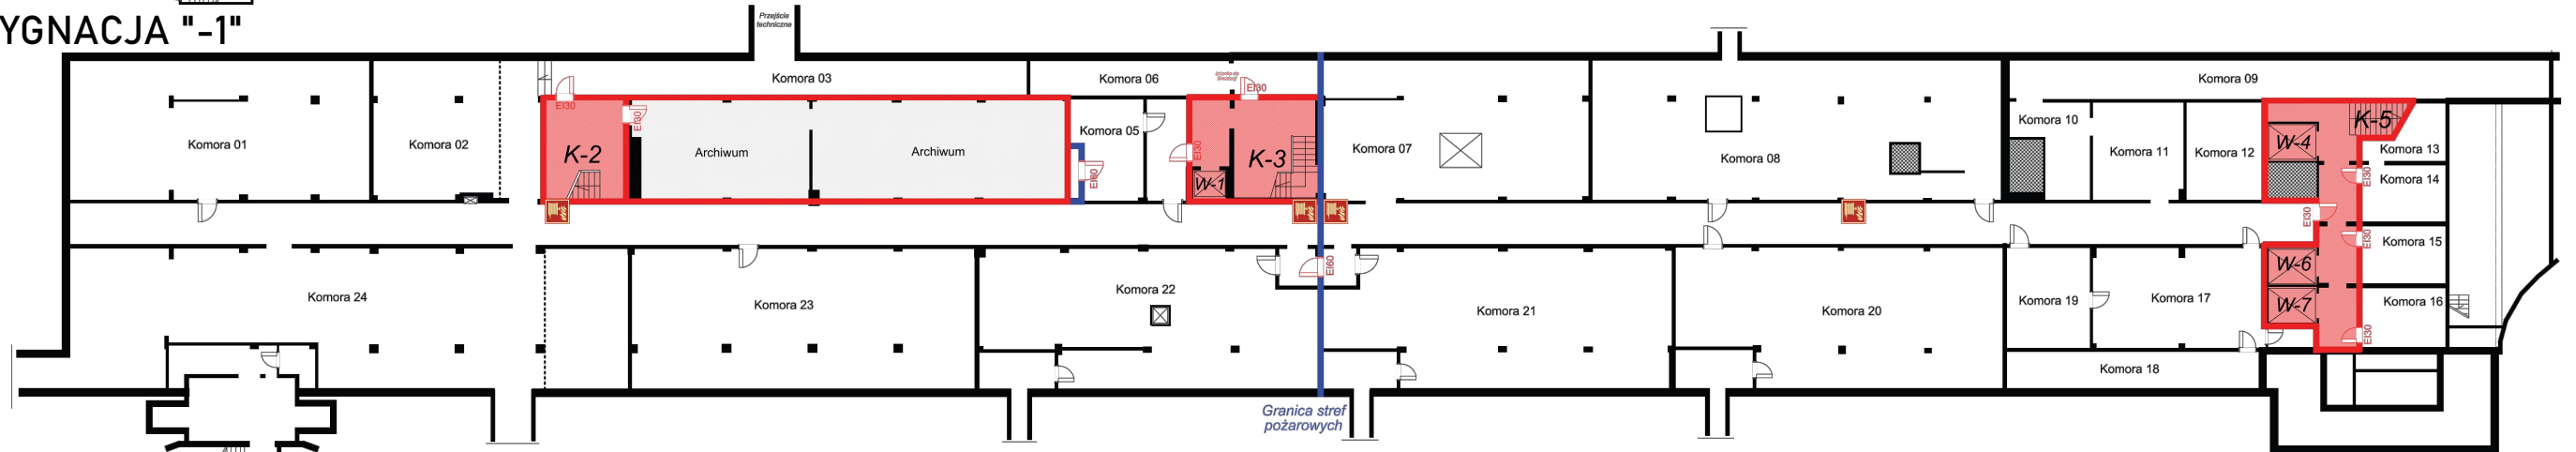 YGNACJA "-1"
Przejście
techniczne
Komora 03
Komora 06
Komora 09
EI30
EI30
EI30
Komora 01
Komora 02
K-2
Archiwum
Archiwum
Komora 05
EI60
EI30
K-3
W-1
Komora 07
Komora 08
Komora 10
Komora 11
Komora 12
W-4
K-5
Komora 13
Komora 14
EI30
EI30
EI30
Komora 15
W-6
W-7
Komora 16
EI30
Komora 24
Komora 23
Komora 22
EI60
Komora 21
Komora 20
Komora 19
Komora 17
Komora 18
Granica stref
pożarowych